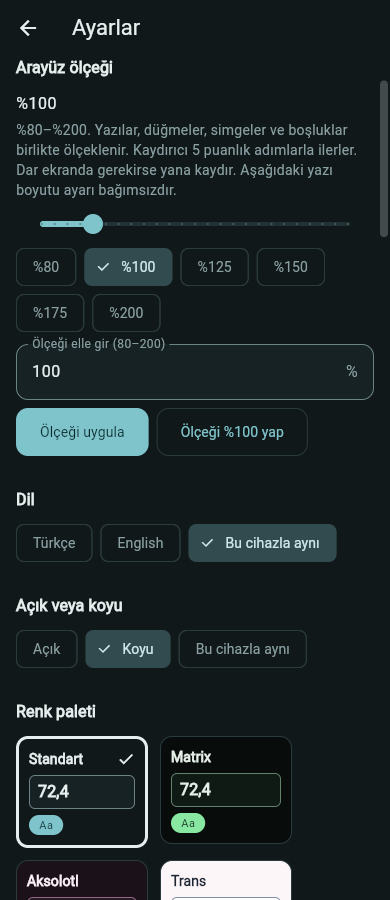 Ayarlar
Arayüz ölçeği
%100
%80–%200. Yazılar, düğmeler, simgeler ve boşluklar
birlikte ölçeklenir. Kaydırıcı 5 puanlık adımlarla ilerler.
Dar ekranda gerekirse yana kaydır. Aşağıdaki yazı
boyutu ayarı bağımsızdır.
%80 %100 %125 %150
%175 %200
Ölçeği elle gir (80–200)
100 %
Ölçeği uygula Ölçeği %100 yap
Dil
Türkçe English Bu cihazla aynı
Açık veya koyu
Açık Koyu Bu cihazla aynı
Renk paleti
Standart Matrix
72,4 72,4
Aa Aa
Aksolotl Trans